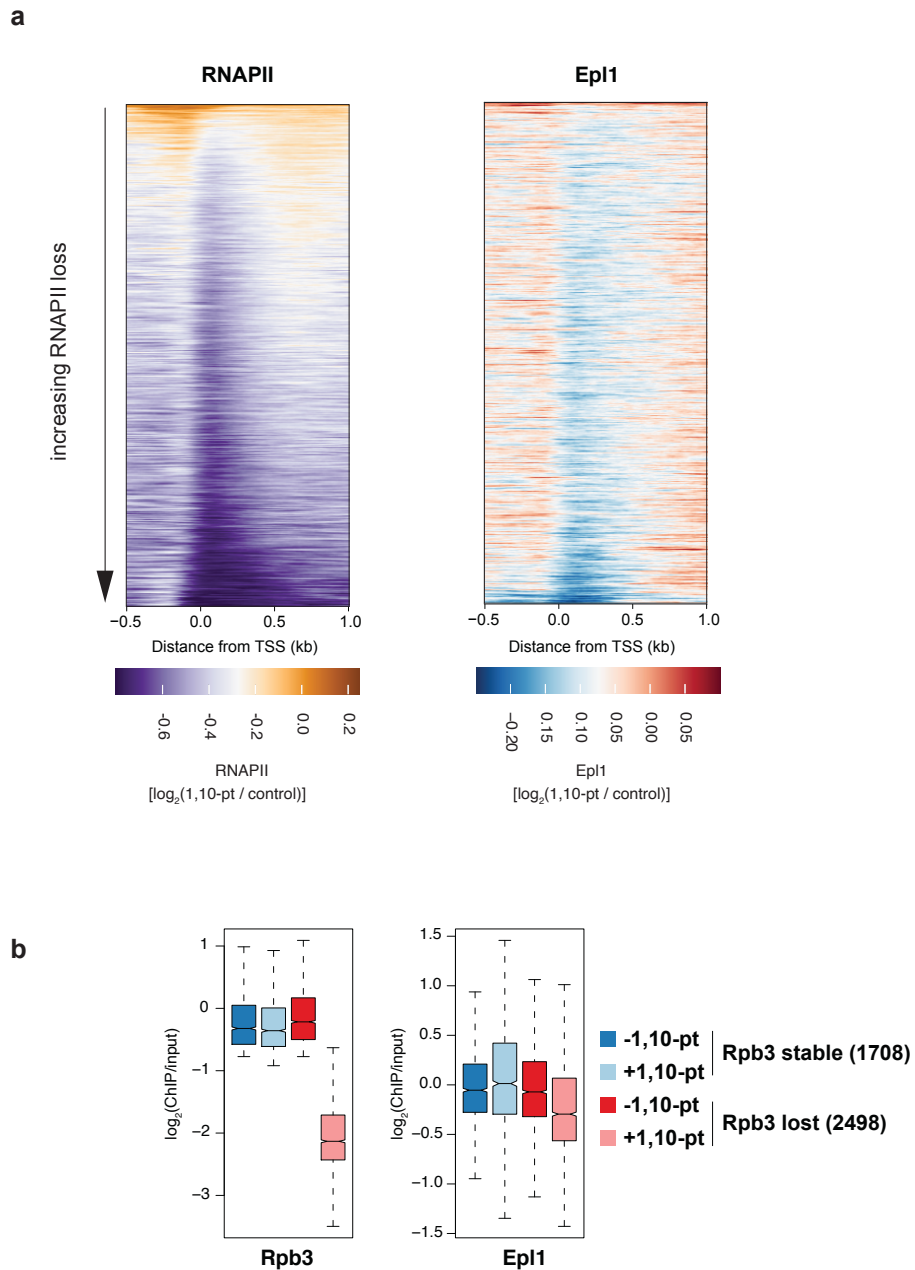 a
RNAPII
Epl1
increasing RNAPII loss
−0.5
0.0
0.5
1.0
−0.5
0.0
0.5
1.0
Distance from TSS (kb)
Distance from TSS (kb)
−0.6
−0.4
−0.2
0.0
0.2
−0.20
0.15
0.10
0.05
0.00
0.05
RNAPII
[log2(1,10-pt / control)]
Epl1
[log2(1,10-pt / control)]
b
log2(ChIP/input)
1
0
−1
−2
−3
Rpb3
log2(ChIP/input)
1.5
1.0
0.5
0.0
−0.5
−1.0
−1.5
Epl1
-1,10-pt
+1,10-pt
Rpb3 stable (1708)
-1,10-pt
+1,10-pt
Rpb3 lost (2498)